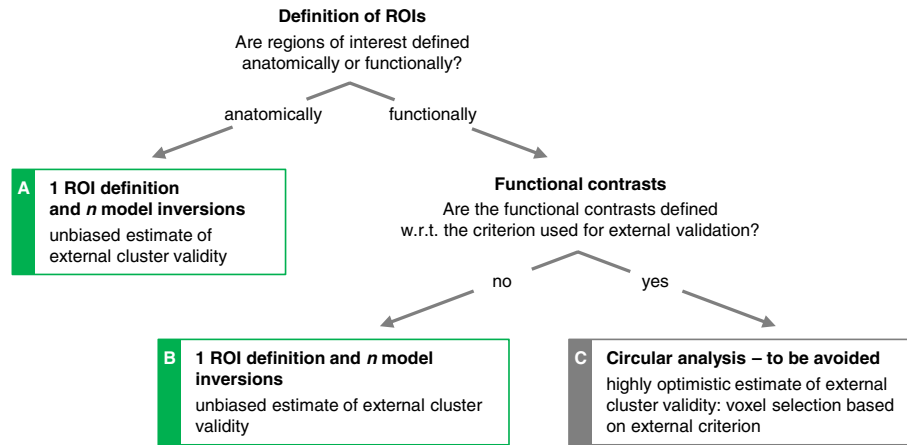 Definition of ROIs
Are regions of interest defined
anatomically or functionally?
anatomically
functionally
A
1 ROI definition
and n model inversions
unbiased estimate of
external cluster validity
Functional contrasts
Are the functional contrasts defined
w.r.t. the criterion used for external validation?
no
yes
B
1 ROI definition and n model
inversions
unbiased estimate of external cluster
validity
C
Circular analysis – to be avoided
highly optimistic estimate of external
cluster validity: voxel selection based
on external criterion